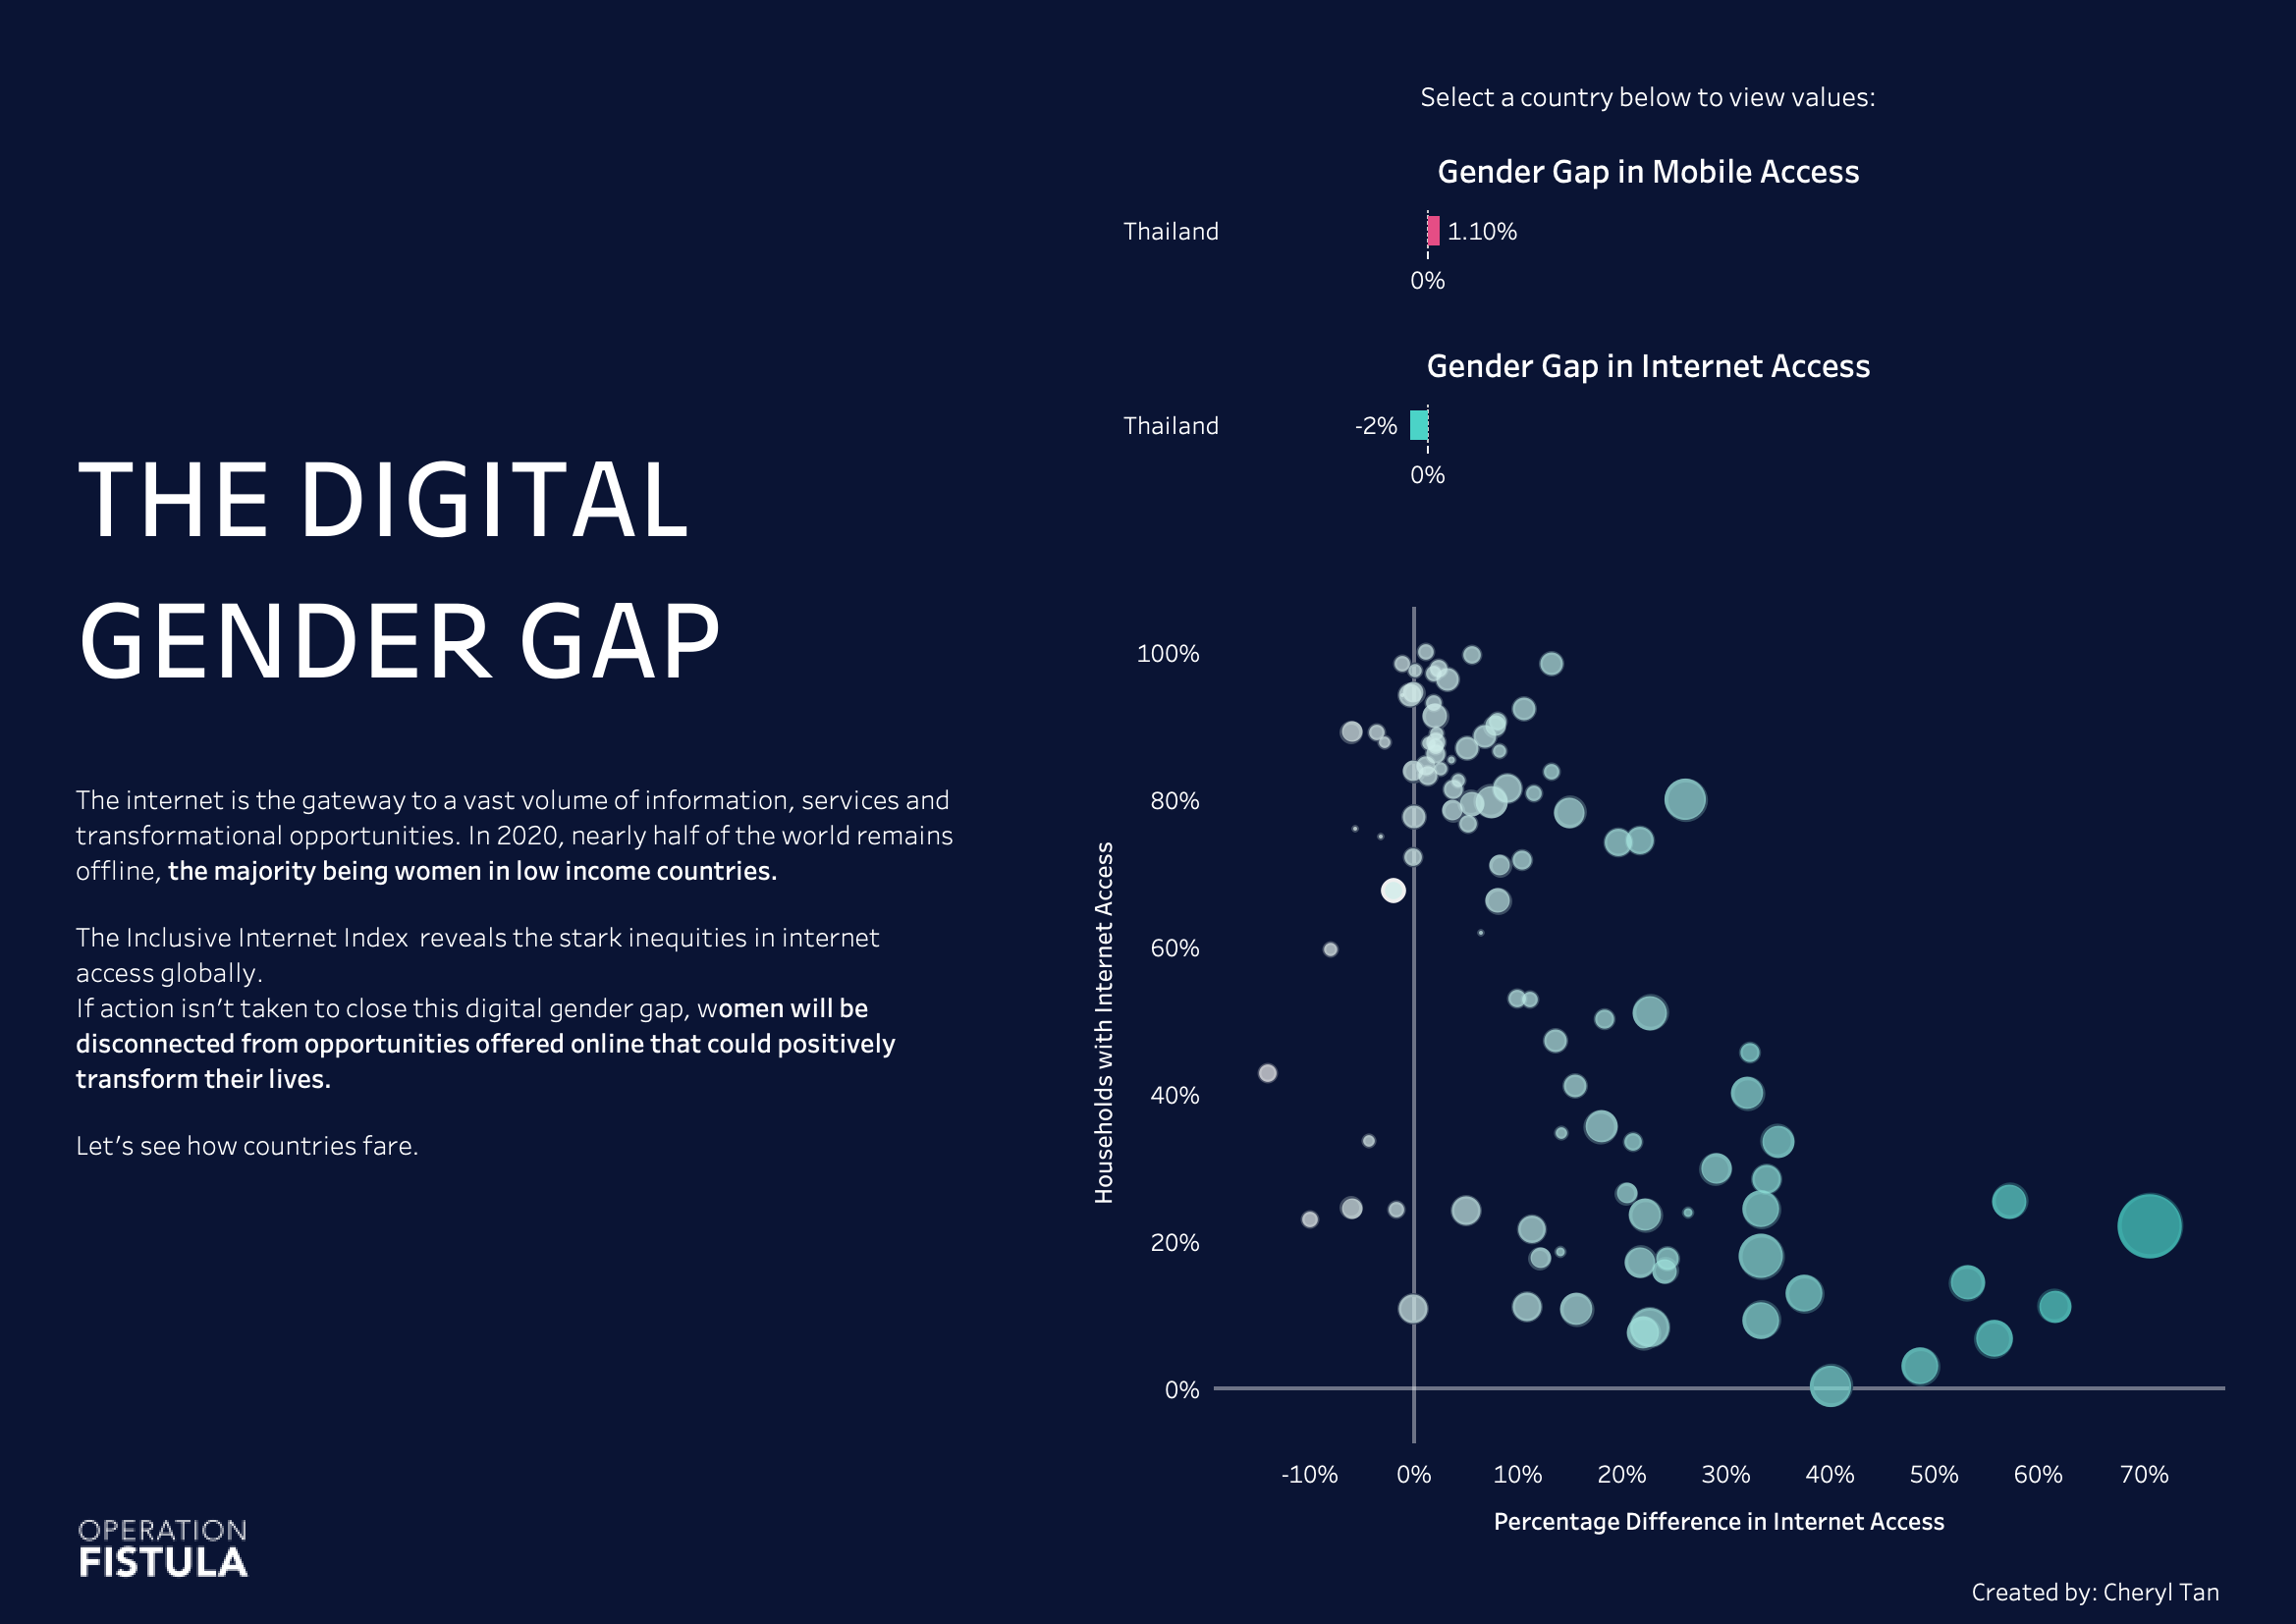 Select a country below to view values:
Gender Gap in Mobile Access
Thailand
1.10%
0%
Gender Gap in Internet Access
Thailand
-2%
0%
THE DIGITAL
GENDER GAP
The internet is the gateway to a vast volume of information, services and
transformational opportunities. In 2020, nearly half of the world remains
offline, the majority being women in low income countries.
The Inclusive Internet Index  reveals the stark inequities in internet
access globally.
If action isn't taken to close this digital gender gap, women will be
disconnected from opportunities offered online that could positively
transform their lives.
Let's see how countries fare.
Households with Internet Access
100%
80%
60%
40%
20%
0%
-10%
0%
10%
20%
30%
40%
50%
60%
70%
Percentage Difference in Internet Access
OPERATION
FISTULA
Created by: Cheryl Tan